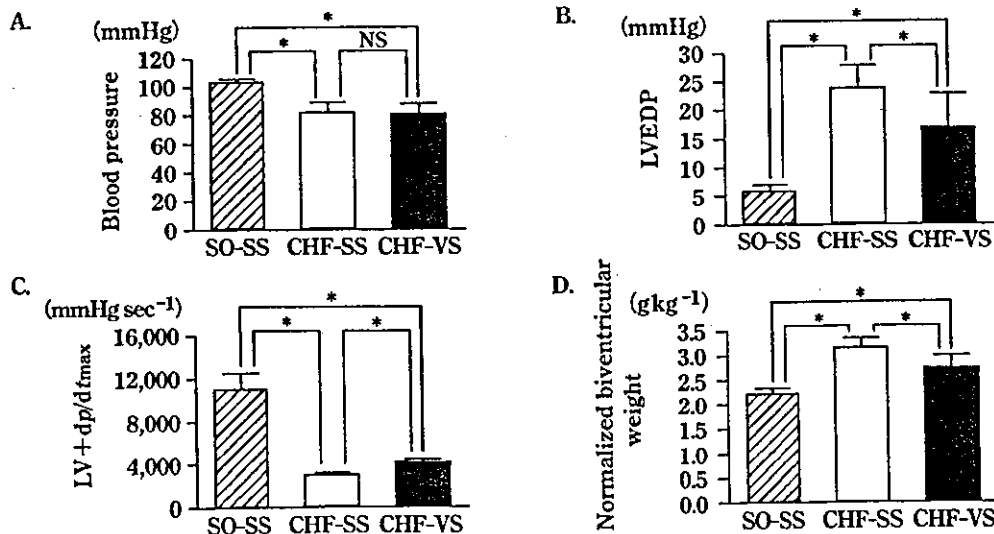 A.
(mmHg)
*
* NS
120
100
80
60
40
20
0
Blood pressure
SO-SS CHF-SS CHF-VS
B.
(mmHg)
*
* *
30
25
20
15
10
5
0
LVEDP
SO-SS CHF-SS CHF-VS
C.
(mmHg sec⁻¹)
*
* *
16,000
12,000
8,000
4,000
0
LV+dp/dtmax
SO-SS CHF-SS CHF-VS
D.
(gkg⁻¹)
*
* *
3.5
3.0
2.5
2.0
1.5
1.0
0.5
0.0
Normalized biventricular
weight
SO-SS CHF-SS CHF-VS